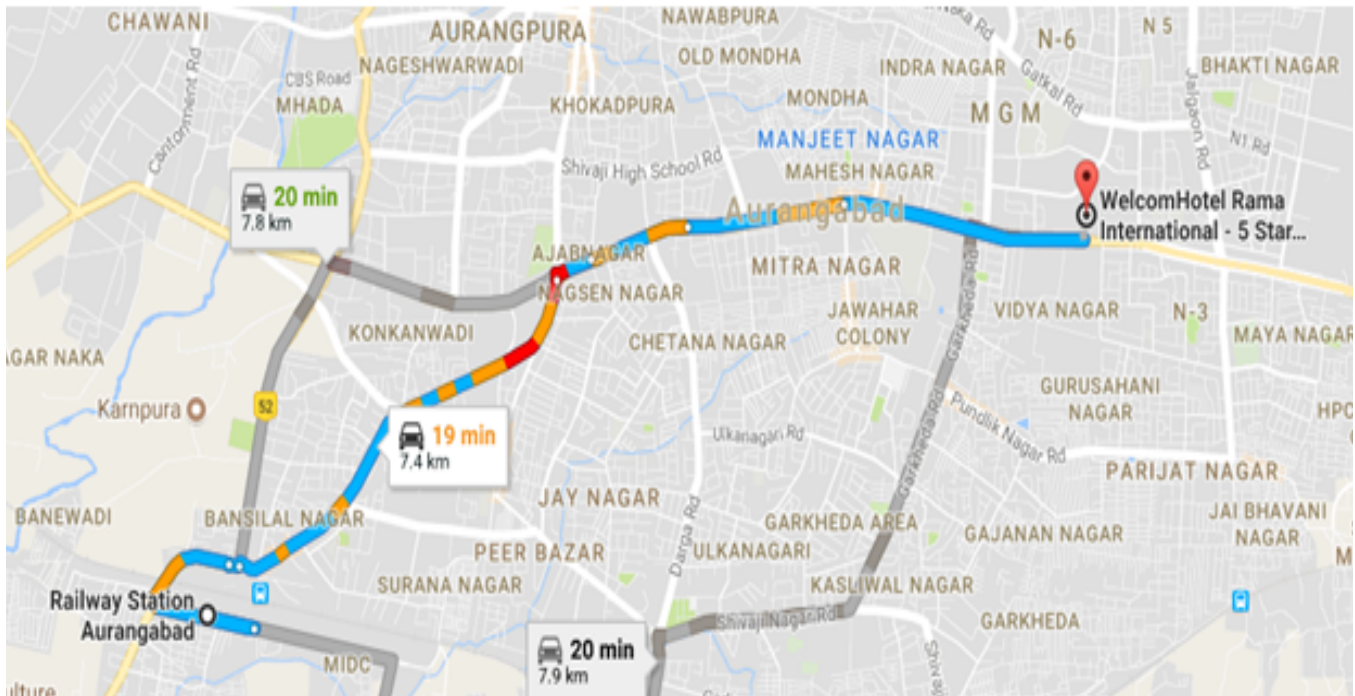 CHAWANI
AURANGPURA
NAWABPURA
N-6
N 5
NAGESHWARWADI
OLD MONDHA
INDRA NAGAR
BHAKTI NAGAR
Gatkal Rd
CBS Road
MHADA
Cantonment Rd
KHOKADPURA
MONDHA
MGM
Jalgaon Rd
N1 Rd
MANJEET NAGAR
Shivaji High School Rd
MAHESH NAGAR
20 min
7.8 km
Aurangabad
WelcomHotel Rama
International - 5 Star...
AJABNAGAR
NAGSEN NAGAR
MITRA NAGAR
Garkheda Rd
VIDYA NAGAR
N-3
MAYA NAGAR
KONKANWADI
CHETANA NAGAR
JAWAHAR
COLONY
AGAR NAKA
GURUSAHANI
NAGAR
Karnpura
52
HPC
19 min
7.4 km
Ulkanagari Rd
Pundlik Nagar Rd
Garkheda Rd
PARIJAT NAGAR
JAY NAGAR
BANEWADI
BANSILAL NAGAR
GARKHEDA AREA
GAJANAN NAGAR
JAI BHAVANI
NAGAR
PEER BAZAR
Darga Rd
ULKANAGARI
SURANA NAGAR
KASLIWAL NAGAR
Railway Station
Aurangabad
Shivaji Nagar Rd
GARKHEDA
20 min
7.9 km
MIDC